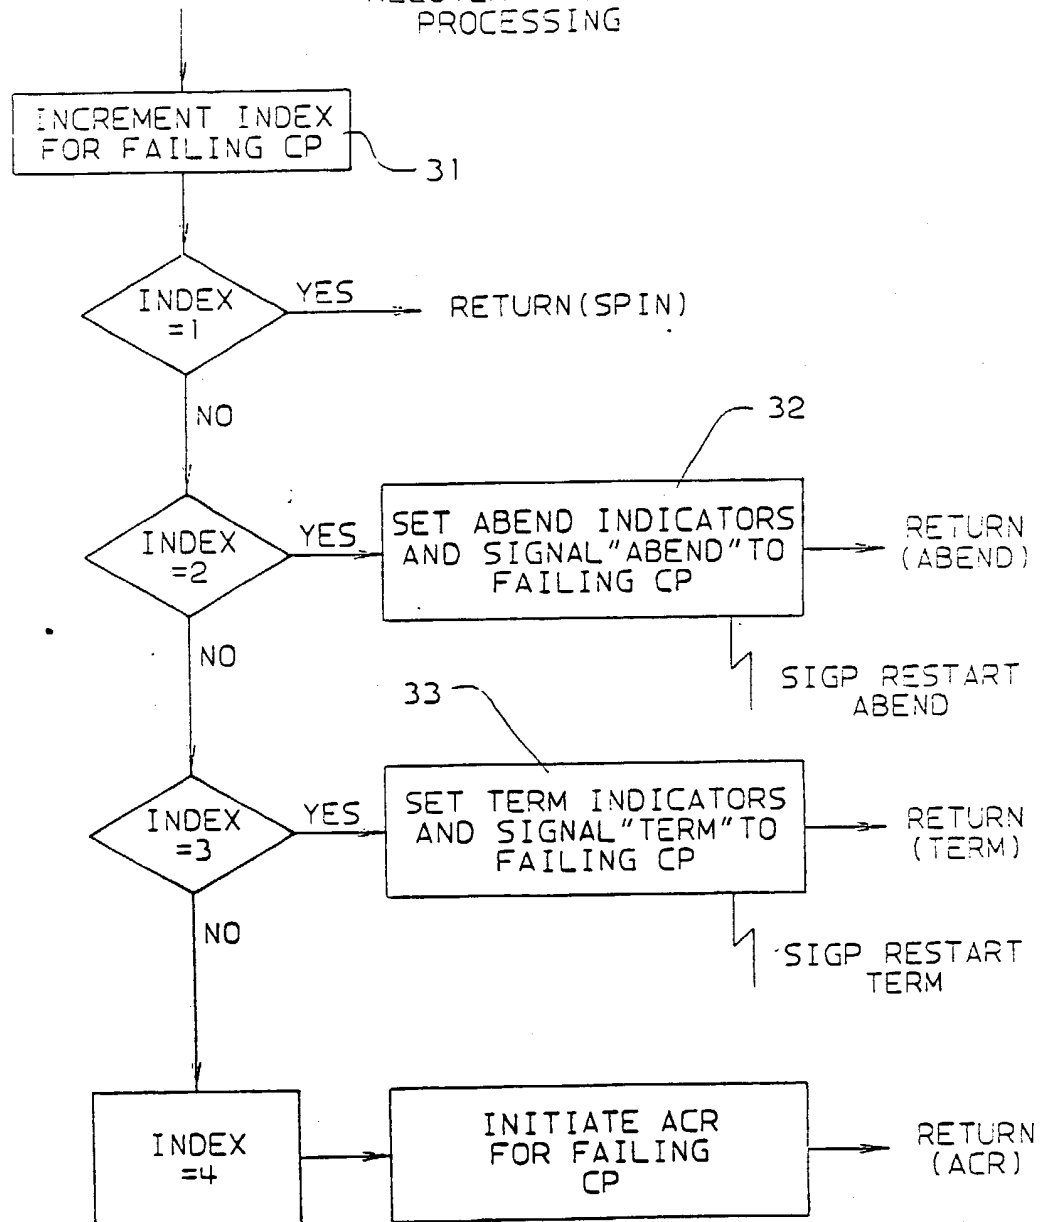 PROCESSING
INCREMENT INDEX
FOR FAILING CP
31
INDEX
=1
YES
RETURN(SPIN)
NO
32
INDEX
=2
YES
SET ABEND INDICATORS
AND SIGNAL"ABEND"TO
FAILING CP
RETURN
(ABEND)
NO
SIGP RESTART
ABEND
33
INDEX
=3
YES
SET TERM INDICATORS
AND SIGNAL"TERM"TO
FAILING CP
RETURN
(TERM)
NO
SIGP RESTART
TERM
INDEX
=4
INITIATE ACR
FOR FAILING
CP
RETURN
(ACR)